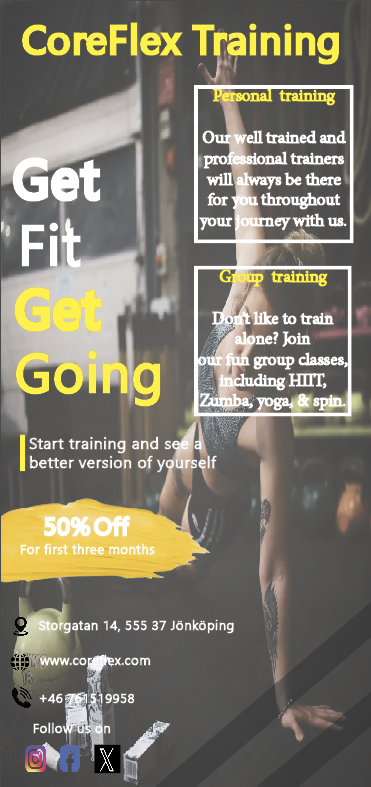 CoreFlex Training
Personal training
Our well trained and
professional trainers
will always be there
for you throughout
your journey with us.
Get
Fit
Get
Going
Group training
Don't like to train
alone? Join
our fun group classes,
including HIIT,
Zumba, yoga, & spin.
Start training and see a
better version of yourself
50% Off
For first three months
Storgatan 14, 555 37 Jönköping
www.coreflex.com
+46 761519958
Follow us on